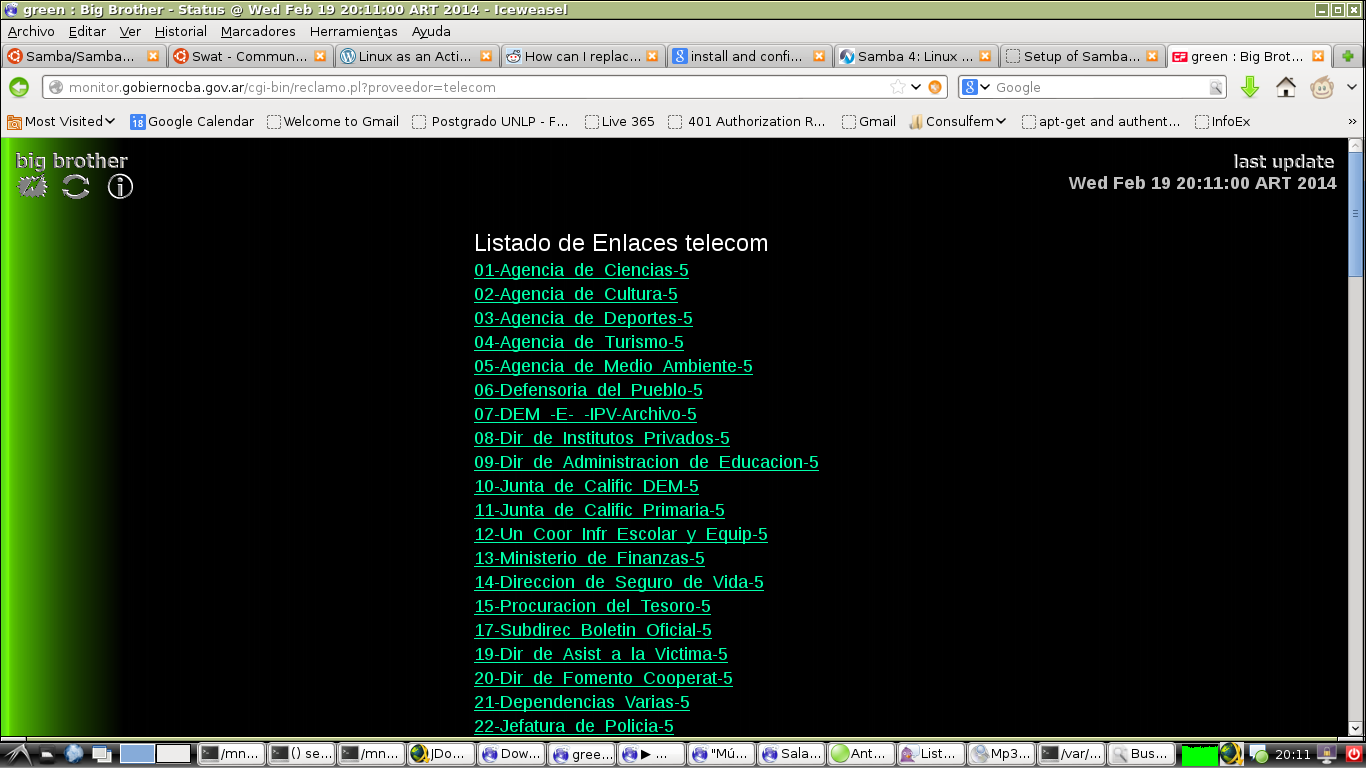 green : Big Brother - Status @ Wed Feb 19 20:11:00 ART 2014 - Iceweasel
Archivo Editar Ver Historial Marcadores Herramientas Ayuda
Samba/Samba... Swat - Commun... Linux as an Acti... How can I replac... install and confi... Samba 4: Linux ... Setup of Samba... green : Big Brot...
monitor.gobiernocba.gov.ar/cgi-bin/reclamo.pl?proveedor=telecom Google
Most Visited 18 Google Calendar Welcome to Gmail Postgrado UNLP - F... Live 365 401 Authorization R... Gmail Consulfem apt-get and authent... InfoEx »
big brother
last update
Wed Feb 19 20:11:00 ART 2014
Listado de Enlaces telecom
01-Agencia_de_Ciencias-5
02-Agencia_de_Cultura-5
03-Agencia_de_Deportes-5
04-Agencia_de_Turismo-5
05-Agencia_de_Medio_Ambiente-5
06-Defensoria_del_Pueblo-5
07-DEM_-E-_-IPV-Archivo-5
08-Dir_de_Institutos_Privados-5
09-Dir_de_Administracion_de_Educacion-5
10-Junta_de_Calific_DEM-5
11-Junta_de_Calific_Primaria-5
12-Un_Coor_Infr_Escolar_y_Equip-5
13-Ministerio_de_Finanzas-5
14-Direccion_de_Seguro_de_Vida-5
15-Procuracion_del_Tesoro-5
17-Subdirec_Boletin_Oficial-5
19-Dir_de_Asist_a_la_Victima-5
20-Dir_de_Fomento_Cooperat-5
21-Dependencias_Varias-5
22-Jefatura_de_Policia-5
/mn... () se... /mn... JDo... Dow... gree... ▶ "Mú... Sala... Ant... List... Mp3... /var/... Bus... 20:11